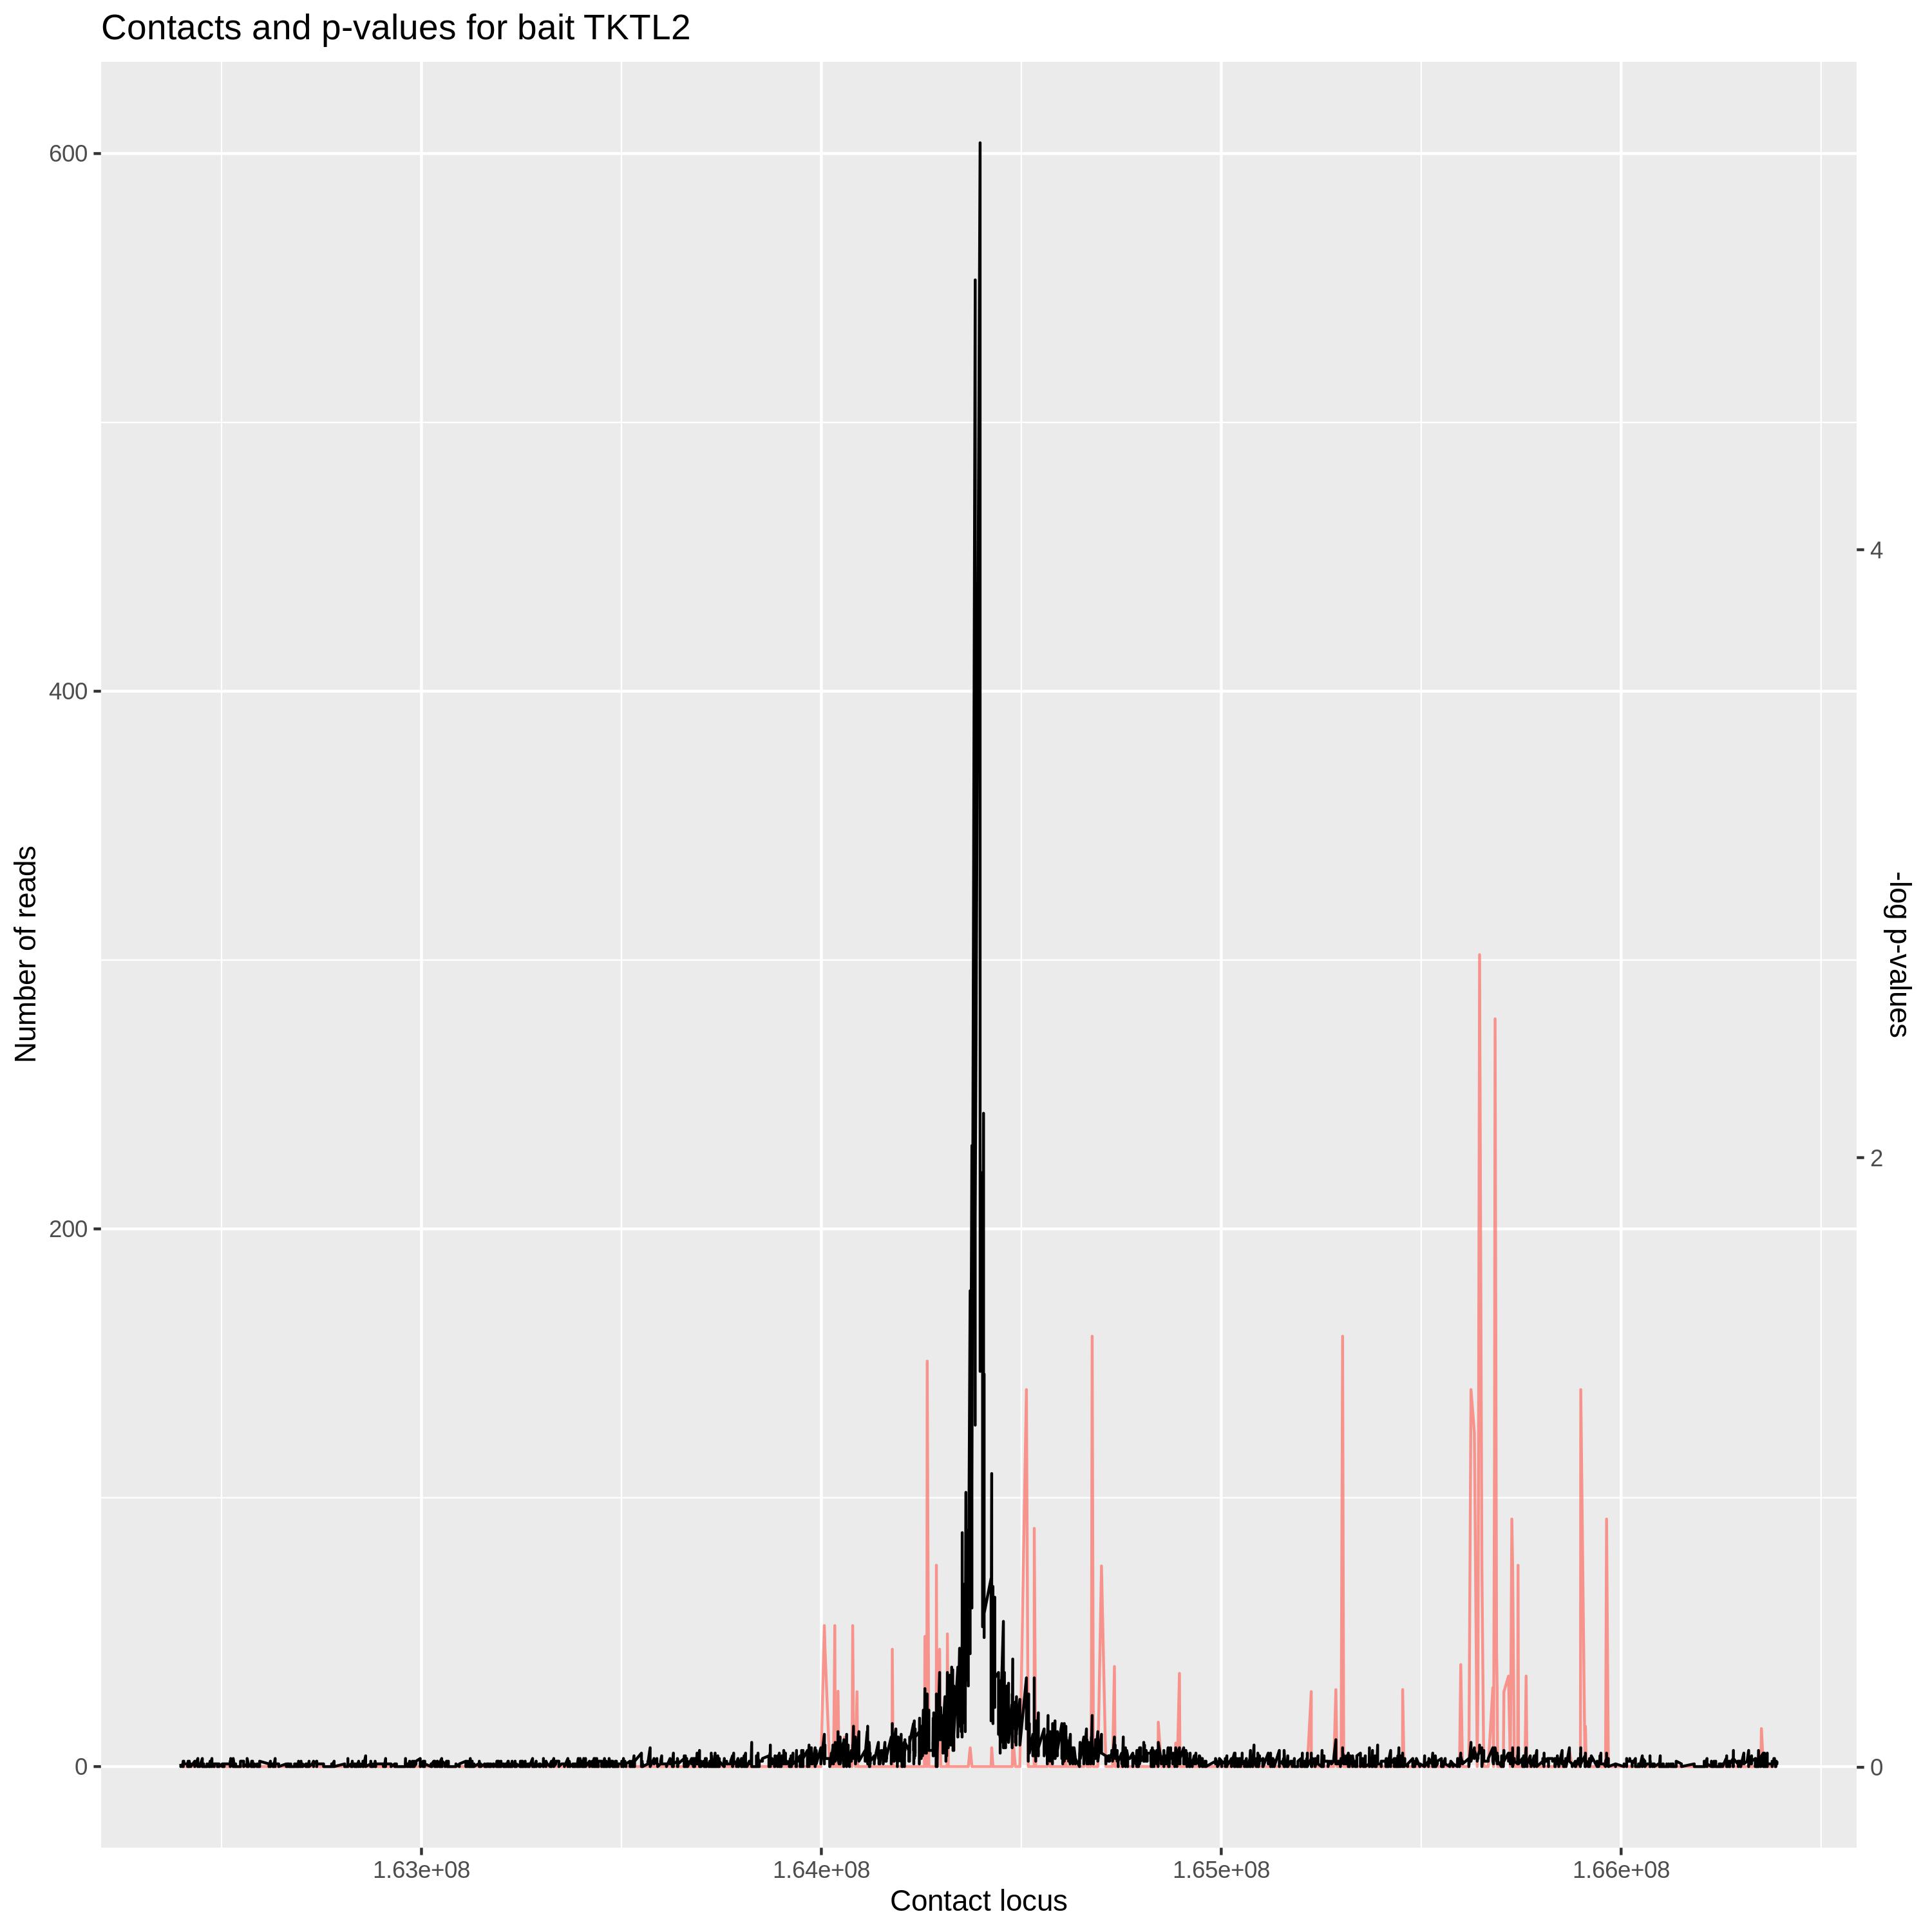 Contacts and p-values for bait TKTL2
600
400
200
0
Number of reads
4
2
0
-log p-values
1.63e+08
1.64e+08
1.65e+08
1.66e+08
Contact locus